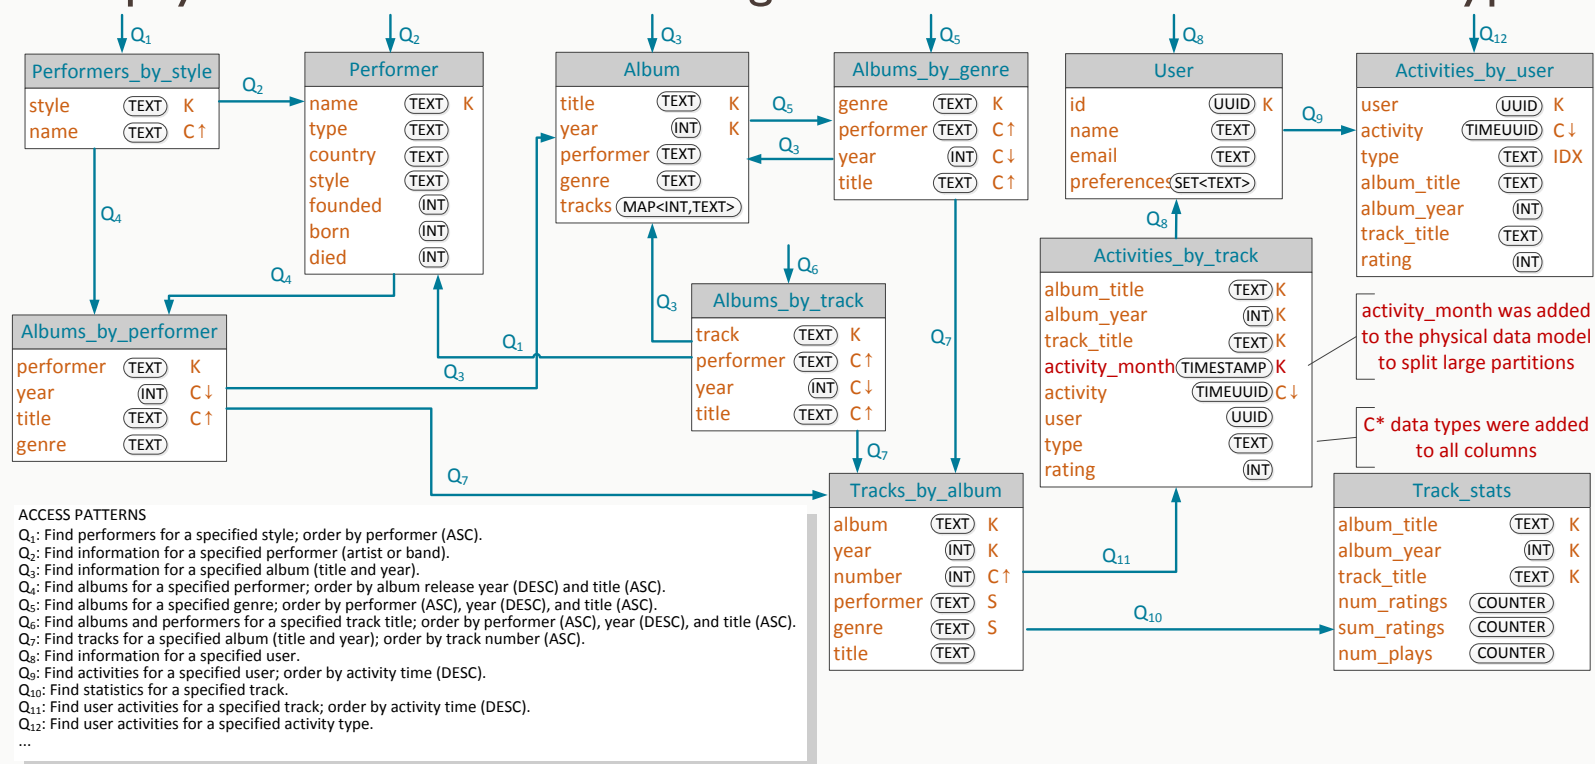 Q1
Q2
Q3
Q5
Q8
Q12
Performers_by_style
style TEXT K
name TEXT C↑
Q2
Performer
name TEXT K
type TEXT
country TEXT
style TEXT
founded INT
born INT
died INT
Album
title TEXT K
year INT K
performer TEXT
genre TEXT
tracks MAP<INT,TEXT>
Q5
Q3
Albums_by_genre
genre TEXT K
performer TEXT C↑
year INT C↓
title TEXT C↑
User
id UUID K
name TEXT
email TEXT
preferences SET<TEXT>
Q9
Activities_by_user
user UUID K
activity TIMEUUID C↓
type TEXT IDX
album_title TEXT
album_year INT
track_title TEXT
rating INT
Q4
Q4
Q8
Q6
Q3
Q1
Q3
Q7
Albums_by_performer
performer TEXT K
year INT C↓
title TEXT C↑
genre TEXT
Albums_by_track
track TEXT K
performer TEXT C↑
year INT C↓
title TEXT C↑
Activities_by_track
album_title TEXT K
album_year INT K
track_title TEXT K
activity_month TIMESTAMP K
activity TIMEUUID C↓
user UUID
type TEXT
rating INT
activity_month was added
to the physical data model
to split large partitions
C* data types were added
to all columns
Q7
Q7
Tracks_by_album
album TEXT K
year INT K
number INT C↑
performer TEXT S
genre TEXT S
title TEXT
Q11
Q10
Track_stats
album_title TEXT K
album_year INT K
track_title TEXT K
num_ratings COUNTER
sum_ratings COUNTER
num_plays COUNTER
ACCESS PATTERNS
Q1: Find performers for a specified style; order by performer (ASC).
Q2: Find information for a specified performer (artist or band).
Q3: Find information for a specified album (title and year).
Q4: Find albums for a specified performer; order by album release year (DESC) and title (ASC).
Q5: Find albums for a specified genre; order by performer (ASC), year (DESC), and title (ASC).
Q6: Find albums and performers for a specified track title; order by performer (ASC), year (DESC), and title (ASC).
Q7: Find tracks for a specified album (title and year); order by track number (ASC).
Q8: Find information for a specified user.
Q9: Find activities for a specified user; order by activity time (DESC).
Q10: Find statistics for a specified track.
Q11: Find user activities for a specified track; order by activity time (DESC).
Q12: Find user activities for a specified activity type.
...